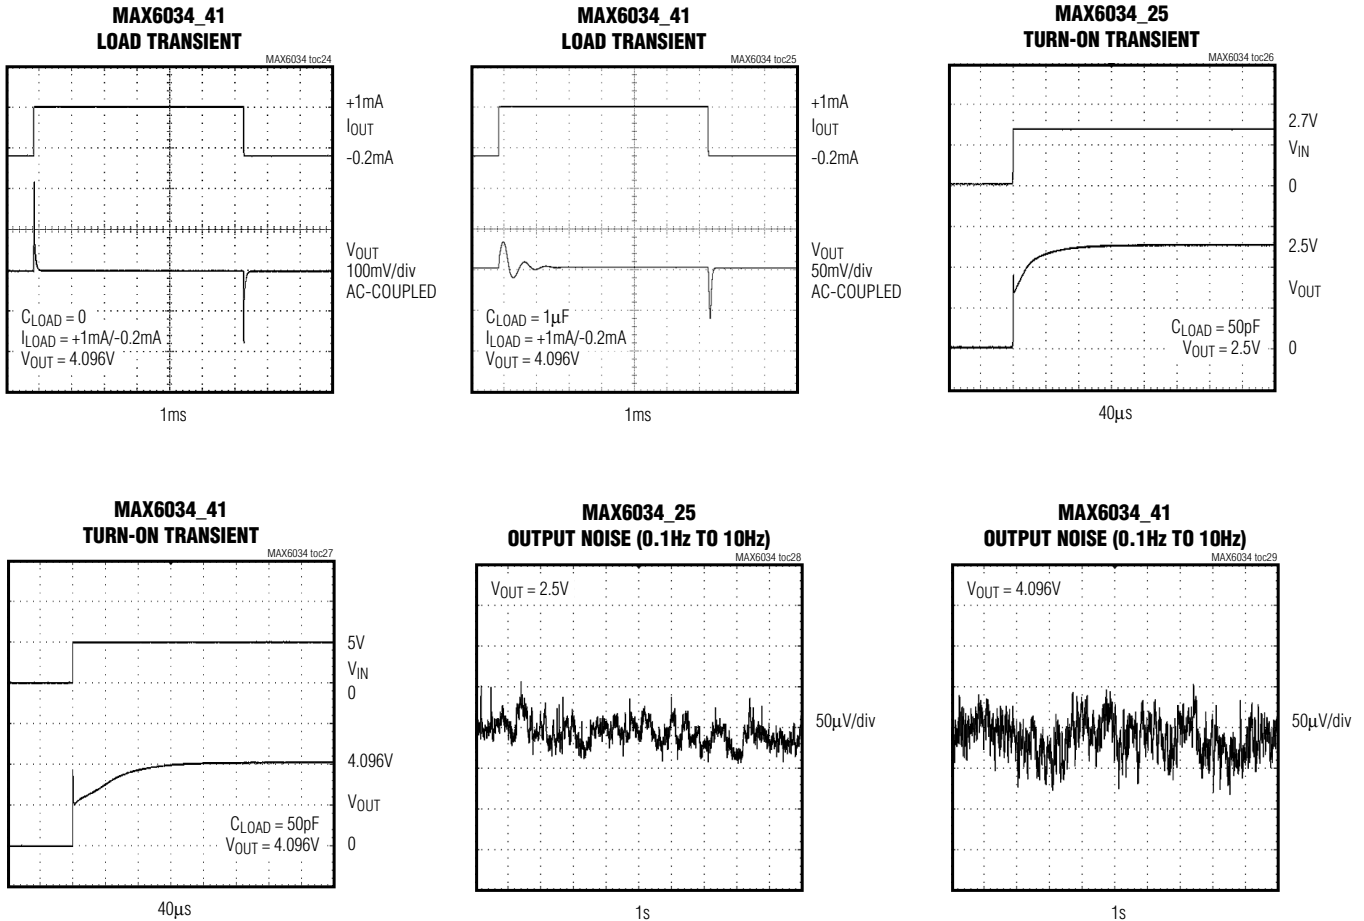 MAX6034_41
LOAD TRANSIENT
MAX6034 toc24
+1mA
IOUT
-0.2mA
VOUT
100mV/div
AC-COUPLED
CLOAD = 0
ILOAD = +1mA/-0.2mA
VOUT = 4.096V
1ms
MAX6034_41
LOAD TRANSIENT
MAX6034 toc25
+1mA
IOUT
-0.2mA
VOUT
50mV/div
AC-COUPLED
CLOAD = 1μF
ILOAD = +1mA/-0.2mA
VOUT = 4.096V
1ms
MAX6034_25
TURN-ON TRANSIENT
MAX6034 toc26
2.7V
VIN
0
2.5V
VOUT
CLOAD = 50pF
VOUT = 2.5V
0
40μs
MAX6034_41
TURN-ON TRANSIENT
MAX6034 toc27
5V
VIN
0
4.096V
VOUT
CLOAD = 50pF
VOUT = 4.096V
0
40μs
MAX6034_25
OUTPUT NOISE (0.1Hz TO 10Hz)
MAX6034 toc28
VOUT = 2.5V
50μV/div
1s
MAX6034_41
OUTPUT NOISE (0.1Hz TO 10Hz)
MAX6034 toc29
VOUT = 4.096V
50μV/div
1s